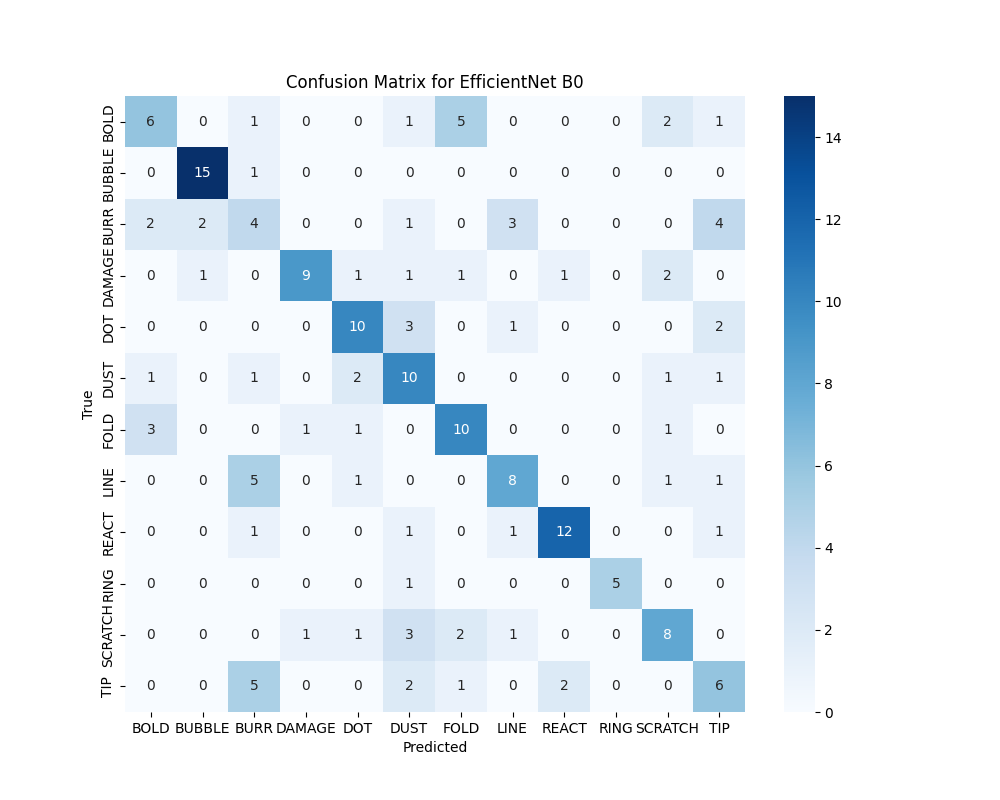 Confusion Matrix for EfficientNet B0
BOLD 6 0 1 0 0 1 5 0 0 0 2 1
BUBBLE 0 15 1 0 0 0 0 0 0 0 0 0
BURR 2 2 4 0 0 1 0 3 0 0 0 4
DAMAGE 0 1 0 9 1 1 1 0 1 0 2 0
DOT 0 0 0 0 10 3 0 1 0 0 0 2
DUST 1 0 1 0 2 10 0 0 0 0 1 1
FOLD 3 0 0 1 1 0 10 0 0 0 1 0
LINE 0 0 5 0 1 0 0 8 0 0 1 1
REACT 0 0 1 0 0 1 0 1 12 0 0 1
RING 0 0 0 0 0 1 0 0 0 5 0 0
SCRATCH 0 0 0 1 1 3 2 1 0 0 8 0
TIP 0 0 5 0 0 2 1 0 2 0 0 6
True
BOLD BUBBLE BURR DAMAGE DOT DUST FOLD LINE REACT RING SCRATCH TIP
Predicted
14
12
10
8
6
4
2
0